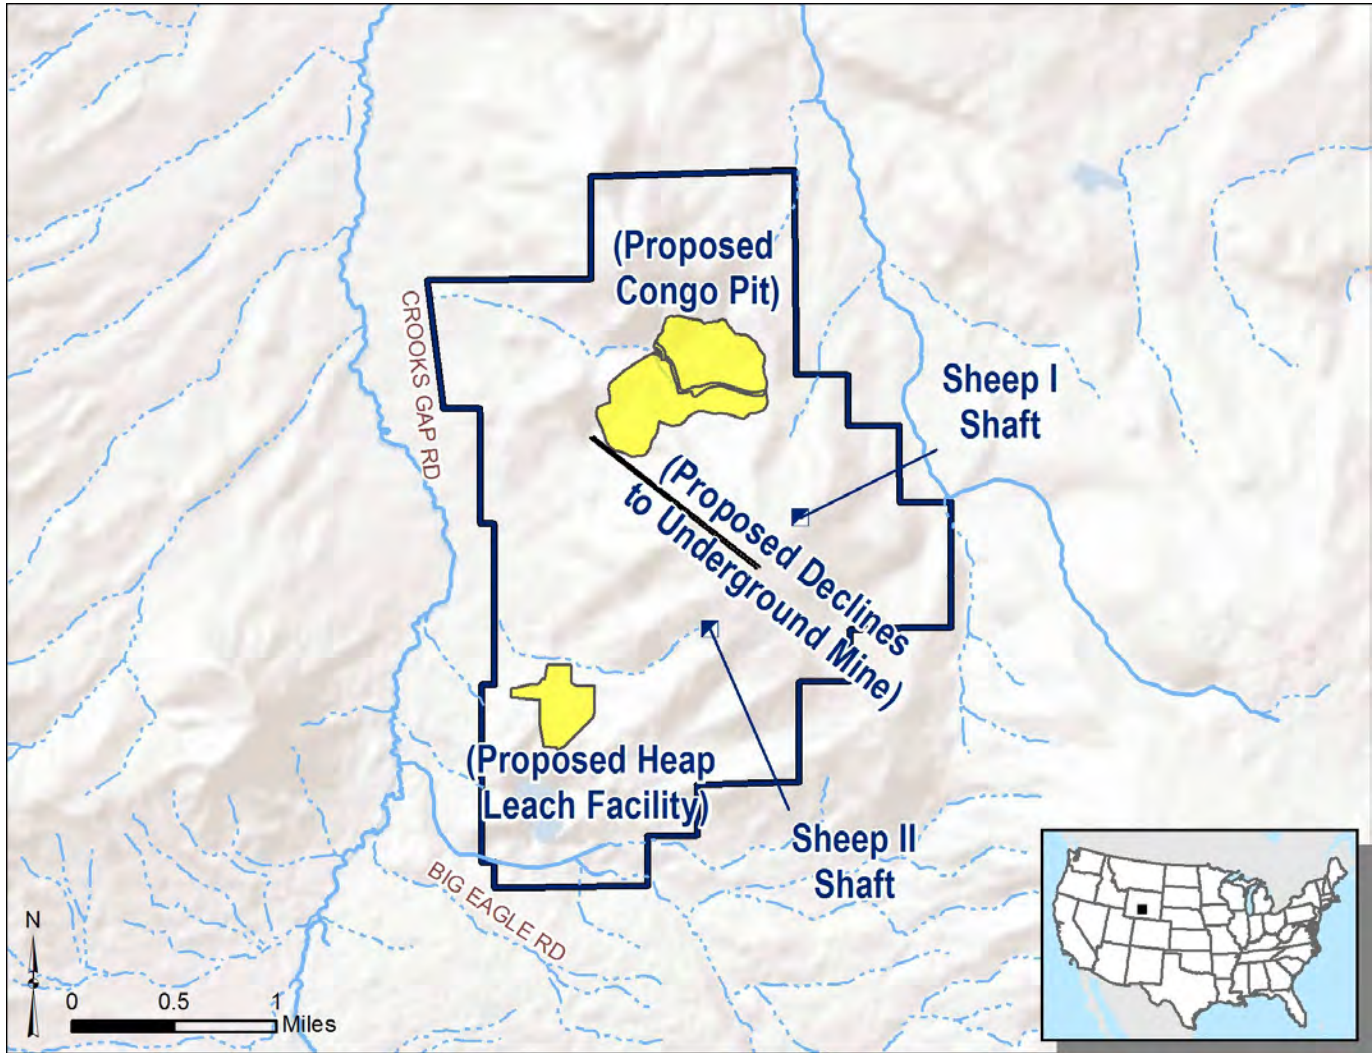 (Proposed
Congo Pit)
CROOKS GAP RD
Sheep I
Shaft
(Proposed Declines
to Underground Mine)
(Proposed Heap
Leach Facility)
Sheep II
Shaft
BIG EAGLE RD
N
0 0.5 1
Miles